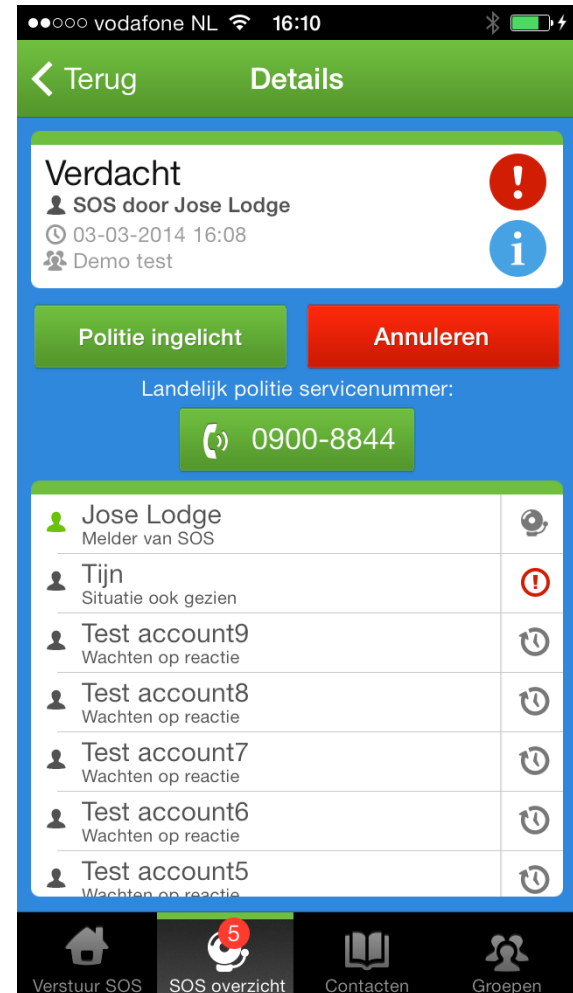 vodafone NL 16:10
Terug Details
Verdacht
SOS door Jose Lodge
03-03-2014 16:08
Demo test
Politie ingelicht Annuleren
Landelijk politie servicenummer:
0900-8844
Jose Lodge
Melder van SOS
Tijn
Situatie ook gezien
Test account9
Wachten op reactie
Test account8
Wachten op reactie
Test account7
Wachten op reactie
Test account6
Wachten op reactie
Test account5
Wachten op reactie
5
Verstuur SOS SOS overzicht Contacten Groepen